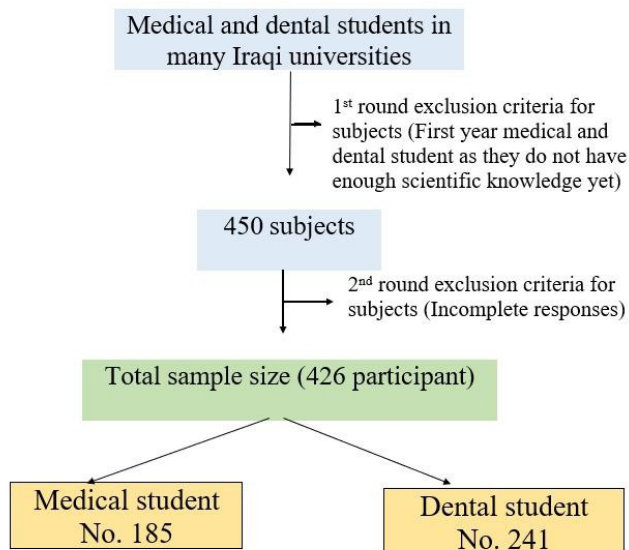 Medical and dental students in
many Iraqi universities
1st round exclusion criteria for
subjects (First year medical and
dental student as they do not have
enough scientific knowledge yet)
450 subjects
2nd round exclusion criteria for
subjects (Incomplete responses)
Total sample size (426 participant)
Medical student
No. 185
Dental student
No. 241